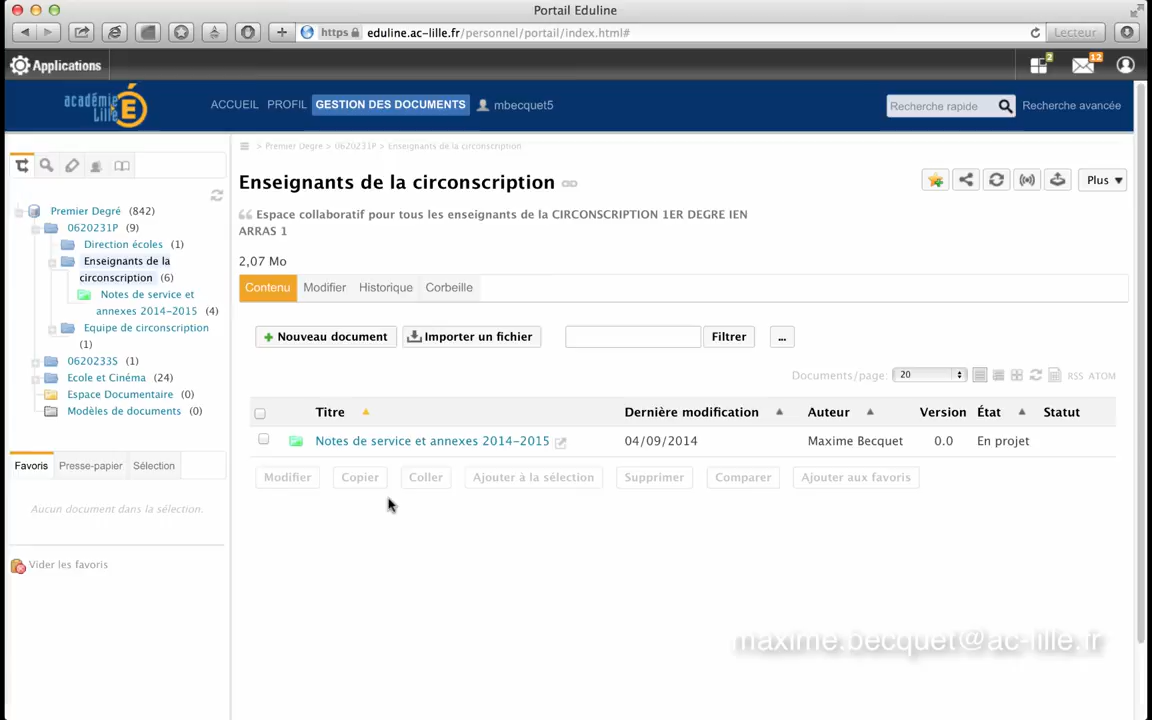 Portail Eduline
https eduline.ac-lille.fr/personnel/portail/index.html# Lecteur
Applications 2 12
académie Lille É
ACCUEIL PROFIL GESTION DES DOCUMENTS mbecquet5 Recherche rapide Recherche avancée
> Premier Degré > 0620231P > Enseignants de la circonscription
Enseignants de la circonscription Plus ▼
Espace collaboratif pour tous les enseignants de la CIRCONSCRIPTION 1ER DEGRE IEN
ARRAS 1
2,07 Mo
Contenu Modifier Historique Corbeille
Premier Degré (842)
0620231P (9)
Direction écoles (1)
Enseignants de la
circonscription (6)
Notes de service et
annexes 2014-2015 (4)
Equipe de circonscription
(1)
0620233S (1)
Ecole et Cinéma (24)
Espace Documentaire (0)
Modèles de documents (0)
Favoris Presse-papier Sélection
Aucun document dans la sélection.
Vider les favoris
+ Nouveau document Importer un fichier Filtrer ...
Documents/page: 20 RSS ATOM
Titre Dernière modification Auteur Version État Statut
Notes de service et annexes 2014-2015 04/09/2014 Maxime Becquet 0.0 En projet
Modifier Copier Coller Ajouter à la sélection Supprimer Comparer Ajouter aux favoris
maxime.becquet@ac-lille.fr